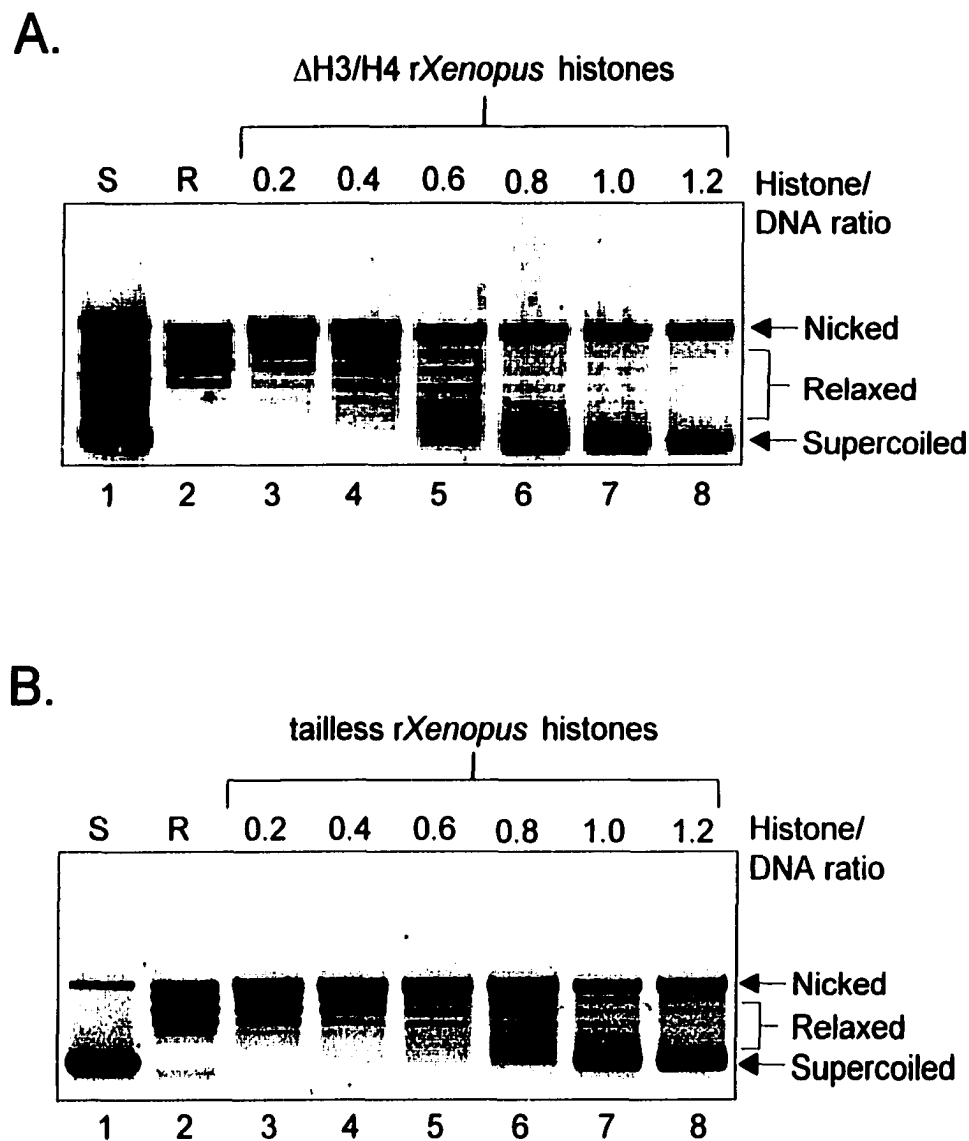 A.
ΔH3/H4 rXenopus histones
S R 0.2 0.4 0.6 0.8 1.0 1.2 Histone/
DNA ratio
Nicked
Relaxed
Supercoiled
1 2 3 4 5 6 7 8
B.
tailless rXenopus histones
S R 0.2 0.4 0.6 0.8 1.0 1.2 Histone/
DNA ratio
Nicked
Relaxed
Supercoiled
1 2 3 4 5 6 7 8